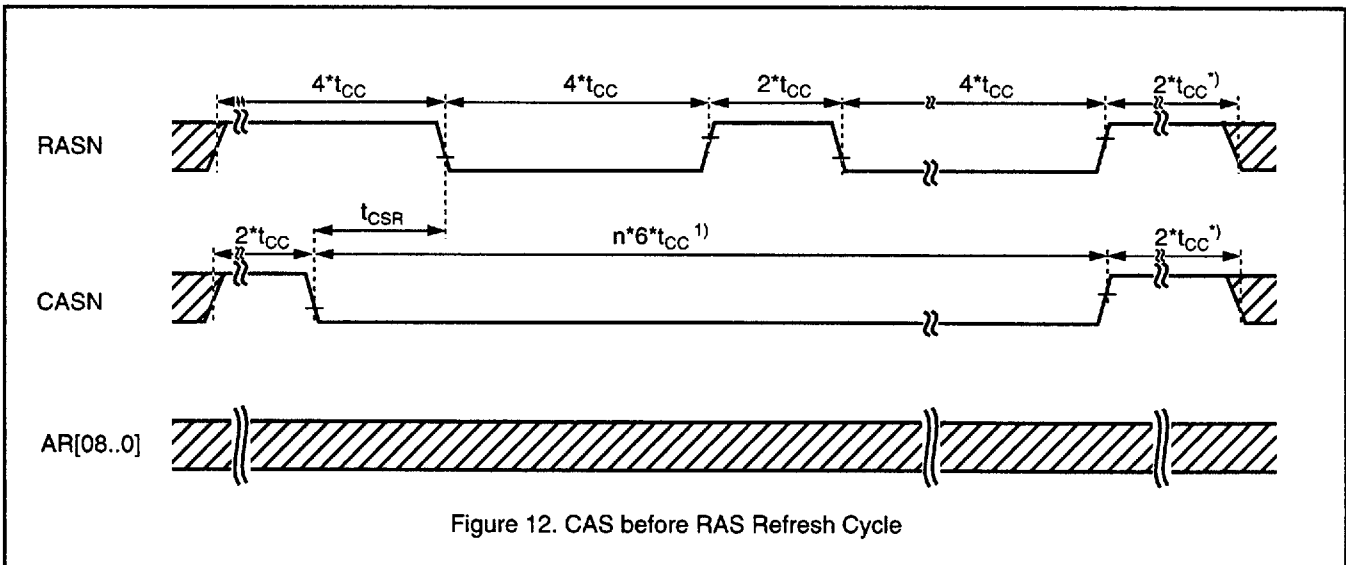 4*tCC 4*tCC 2*tCC 4*tCC 2*tCC*)
RASN
tCSR
2*tCC n*6*tCC 1) 2*tCC*)
CASN
AR[08..0]
Figure 12. CAS before RAS Refresh Cycle